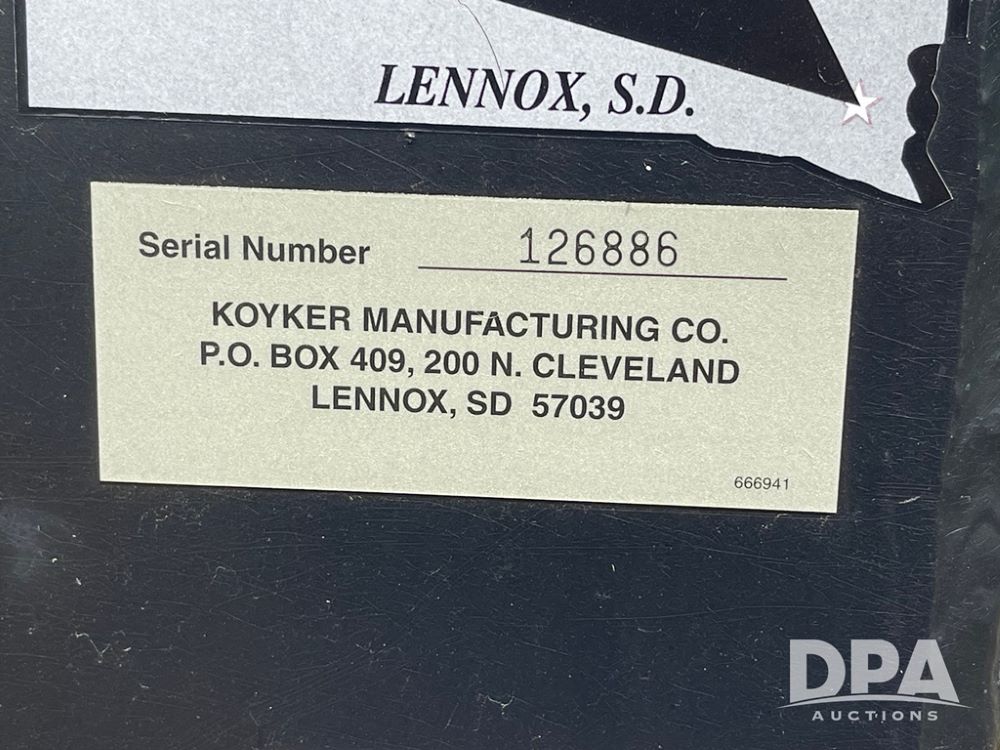 LENNOX, S.D.
Serial Number 126886
KOYKER MANUFACTURING CO.
P.O. BOX 409, 200 N. CLEVELAND
LENNOX, SD 57039
666941
DPA
AUCTIONS